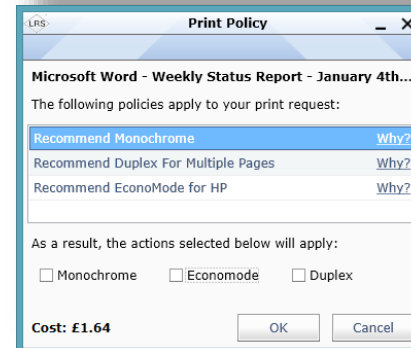 LRS
Print Policy
Microsoft Word - Weekly Status Report - January 4th...
The following policies apply to your print request:
Recommend Monochrome Why?
Recommend Duplex For Multiple Pages Why?
Recommend EconoMode for HP Why?
As a result, the actions selected below will apply:
Monochrome Economode Duplex
Cost: £1.64 OK Cancel